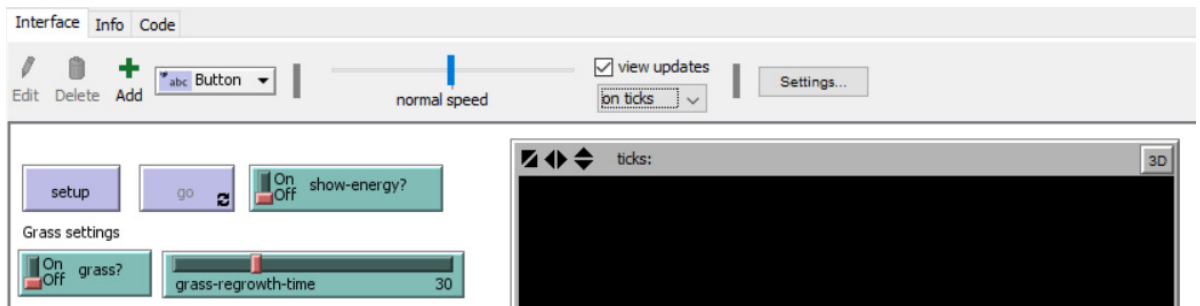 Interface Info Code
Edit Delete Add abc Button normal speed view updates on ticks Settings...
ticks: 3D
setup go On Off show-energy?
Grass settings
On Off grass? grass-regrowth-time 30